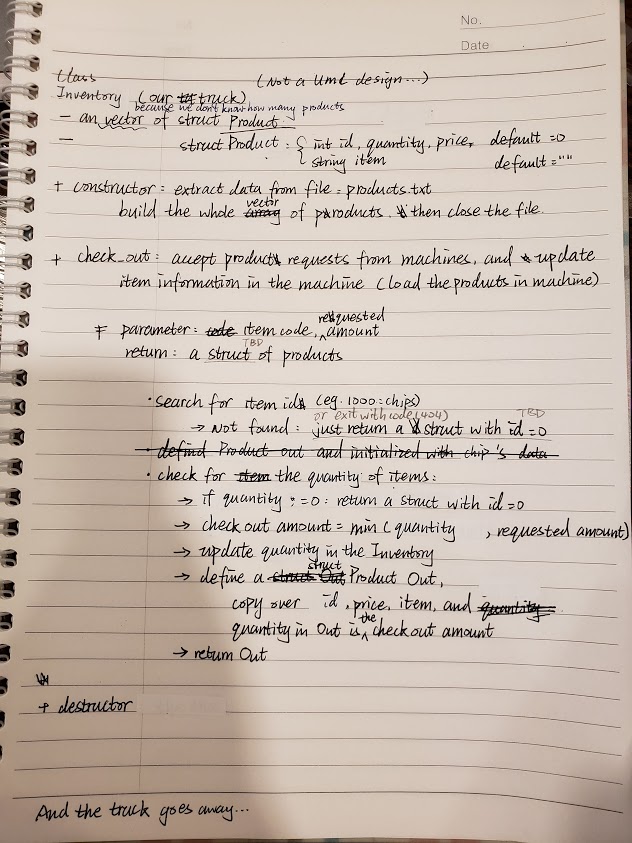 No.
Date
Class (Not a Uml design...)
Inventory (our truck)
because we don't know how many products
- an vector of struct Product
- struct Product : { int id, quantity, price, default = 0
string item default = ""
+ constructor : extract data from file = products.txt
build the whole array vector of products. then close the file.
+ check_out : accept product requests from machines, and update
item information in the machine (load the products in machine)
parameter : code item code, requested amount
return : a struct of products
TBD
· search for item id (eg. 1000 = chips)
or exit with code (404) TBD
→ Not found : just return a struct with id = 0
· defind Product out and initialized with chip's data
· check for item the quantity of items :
→ if quantity == 0 : return a struct with id = 0
→ check out amount = min ( quantity , requested amount)
→ update quantity in the Inventory
→ define a struct Out struct Product Out,
copy over id, price, item, and quantity
quantity in Out is the check out amount
→ return Out
+ destructor
And the truck goes away...